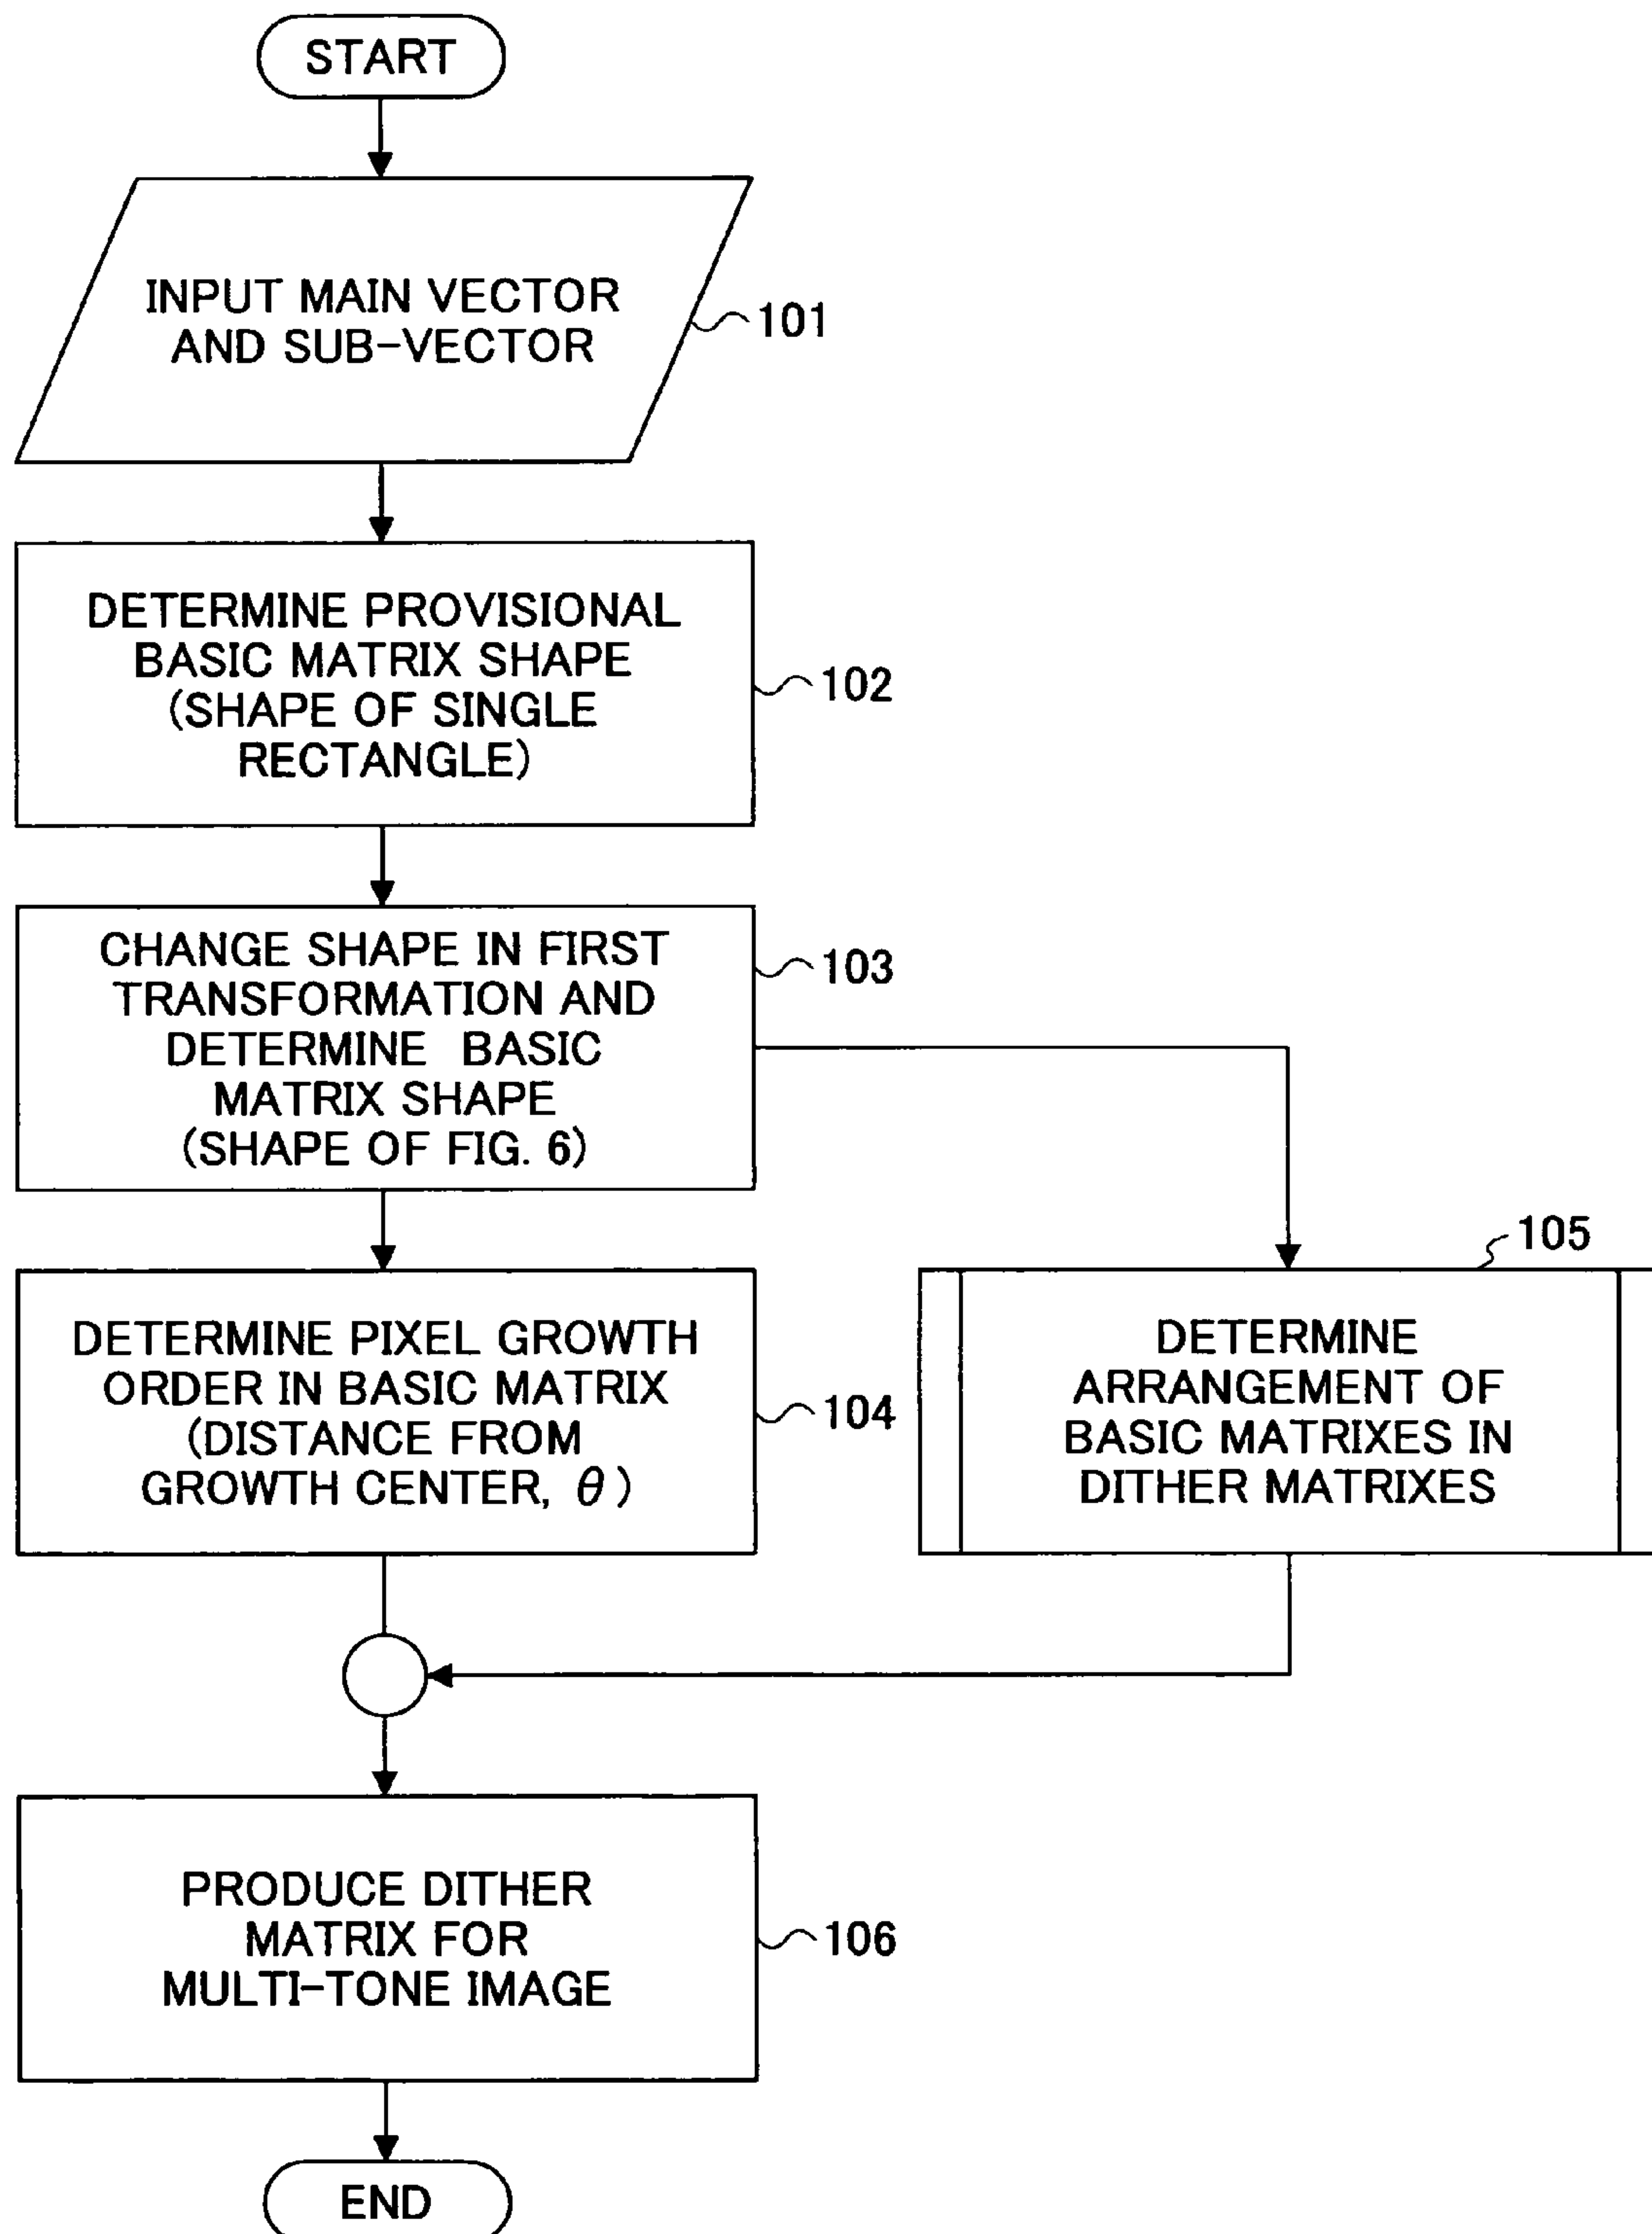 START
INPUT MAIN VECTOR
AND SUB-VECTOR
101
DETERMINE PROVISIONAL
BASIC MATRIX SHAPE
(SHAPE OF SINGLE
RECTANGLE)
102
CHANGE SHAPE IN FIRST
TRANSFORMATION AND
DETERMINE BASIC
MATRIX SHAPE
(SHAPE OF FIG. 6)
103
DETERMINE PIXEL GROWTH
ORDER IN BASIC MATRIX
(DISTANCE FROM
GROWTH CENTER, θ)
104
105
DETERMINE
ARRANGEMENT OF
BASIC MATRIXES IN
DITHER MATRIXES
PRODUCE DITHER
MATRIX FOR
MULTI-TONE IMAGE
106
END